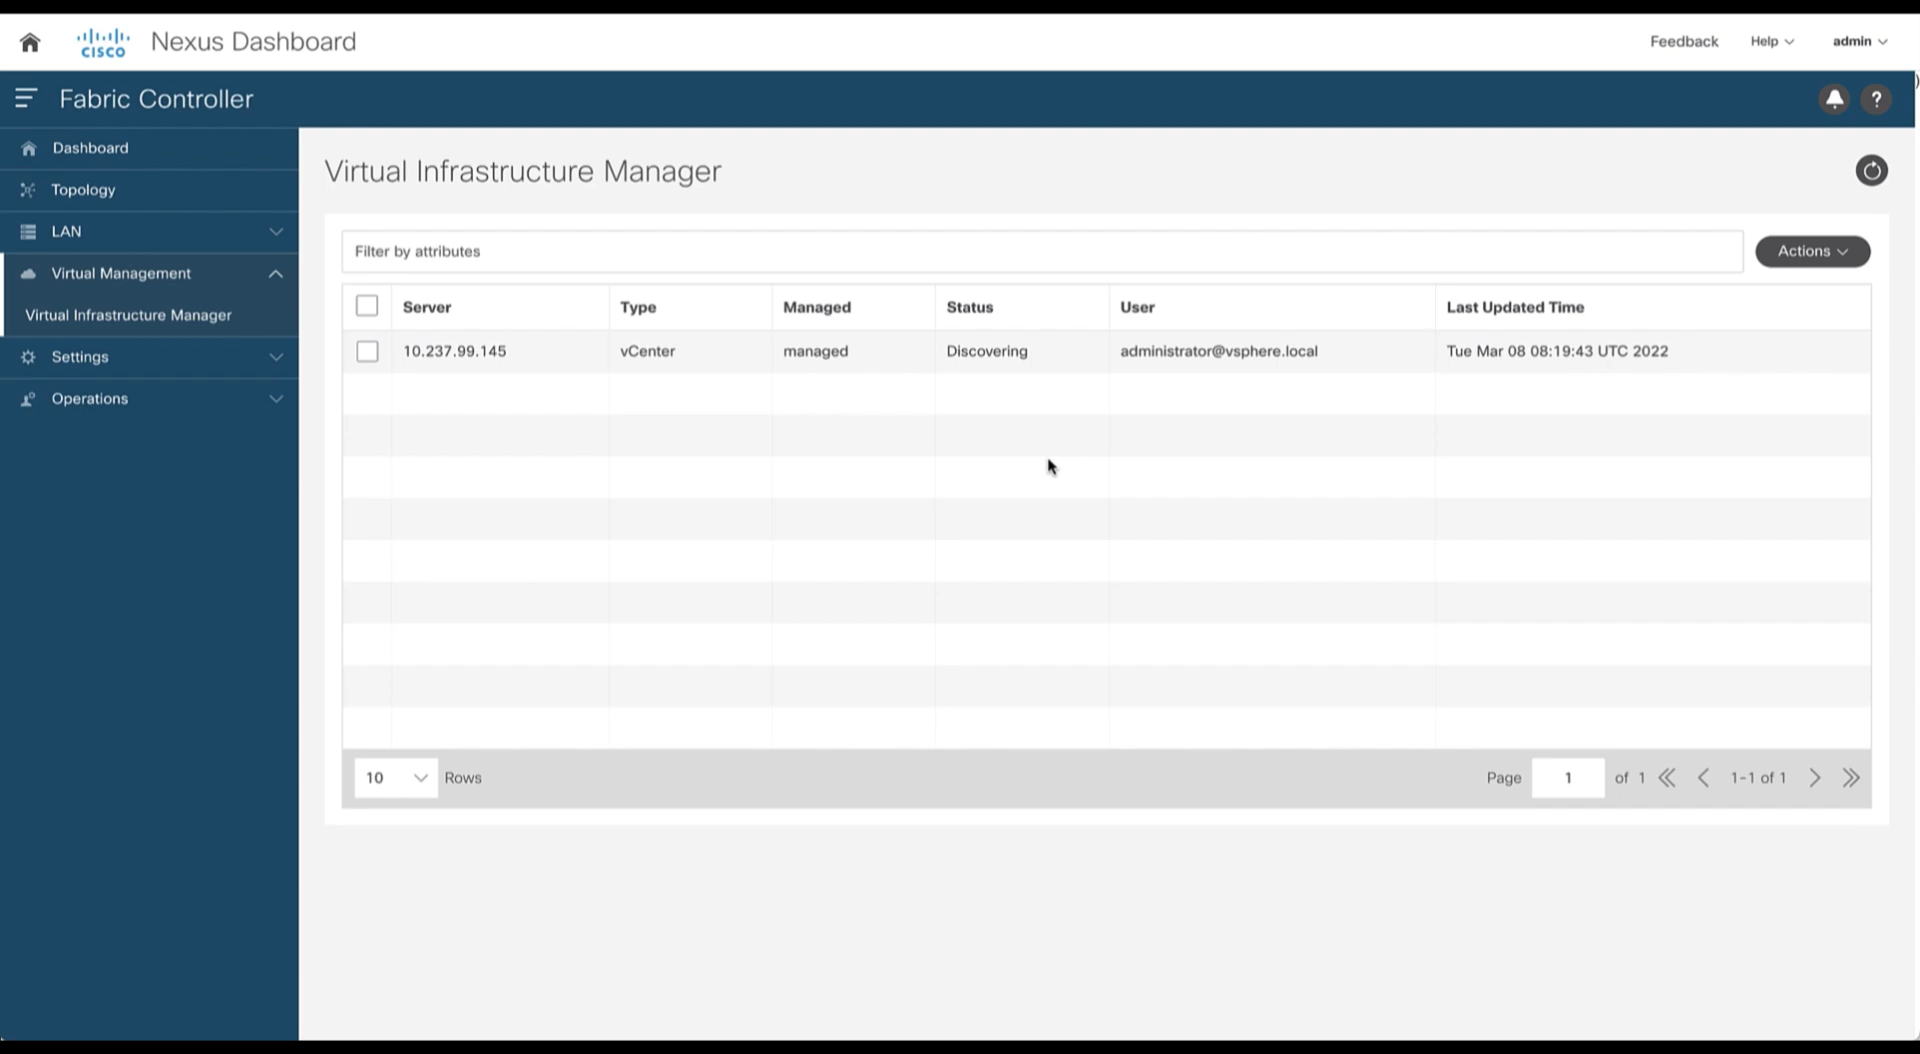 CISCO Nexus Dashboard Feedback Help admin
Fabric Controller ?
Dashboard
Topology
LAN
Virtual Management
Virtual Infrastructure Manager
Settings
Operations
Virtual Infrastructure Manager
Filter by attributes Actions
Server Type Managed Status User Last Updated Time
10.237.99.145 vCenter managed Discovering administrator@vsphere.local Tue Mar 08 08:19:43 UTC 2022
10 Rows Page 1 of 1 1-1 of 1